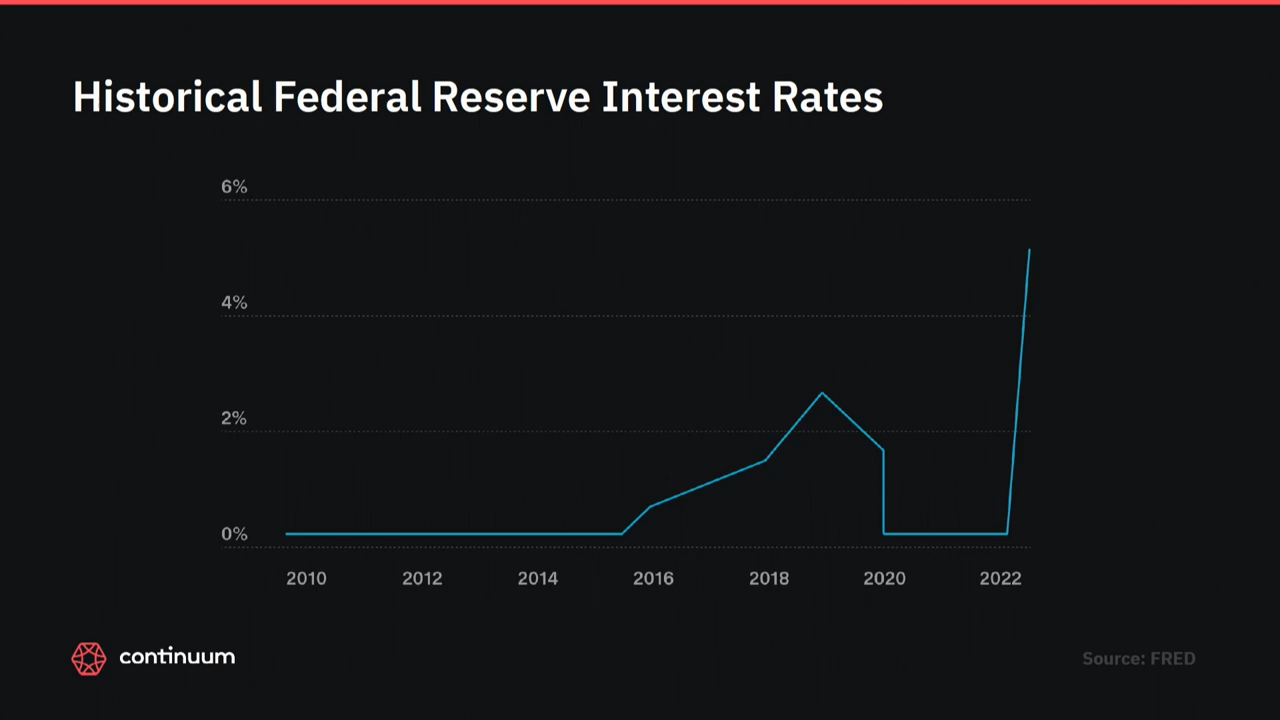 Historical Federal Reserve Interest Rates
6%
4%
2%
0%
2010 2012 2014 2016 2018 2020 2022
continuum
Source: FRED